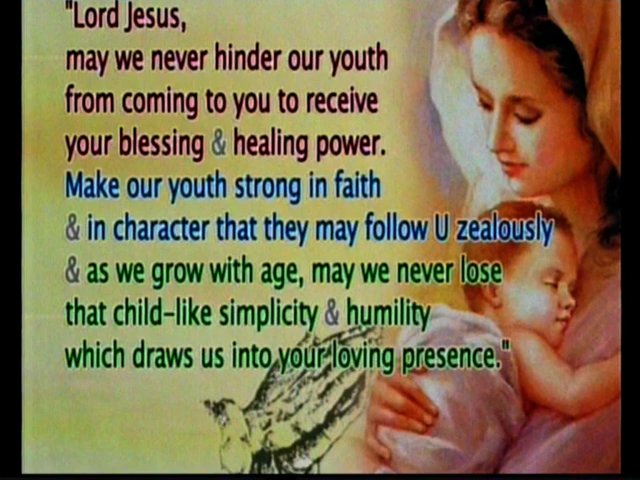 "Lord Jesus,
may we never hinder our youth
from coming to you to receive
your blessing & healing power.
Make our youth strong in faith
& in character that they may follow U zealously
& as we grow with age, may we never lose
that child-like simplicity & humility
which draws us into your loving presence."